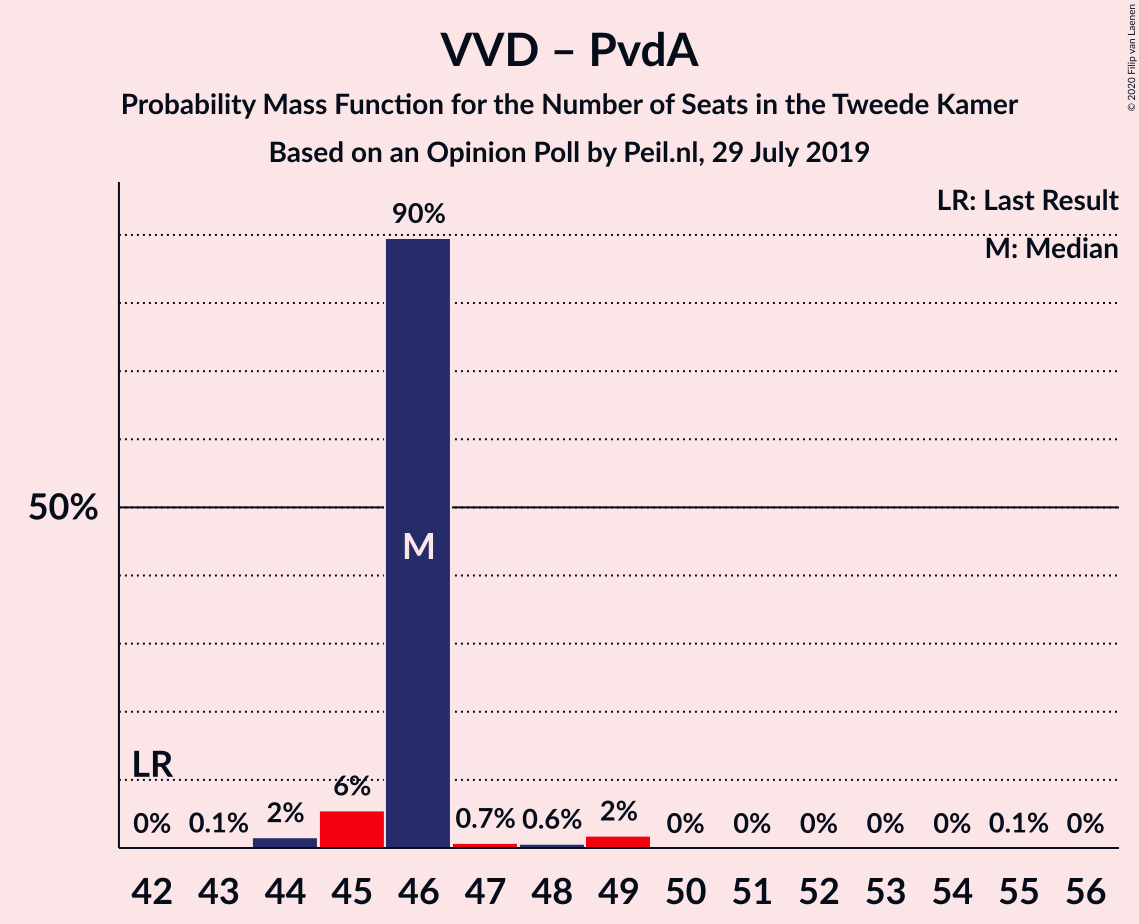 VVD – PvdA
Probability Mass Function for the Number of Seats in the Tweede Kamer
Based on an Opinion Poll by Peil.nl, 29 July 2019
© 2020 Filip van Laenen
LR: Last Result
M: Median
90%
50%
M
LR
0% 0.1% 2% 6% 0.7% 0.6% 2% 0% 0% 0% 0% 0% 0.1% 0%
42 43 44 45 46 47 48 49 50 51 52 53 54 55 56